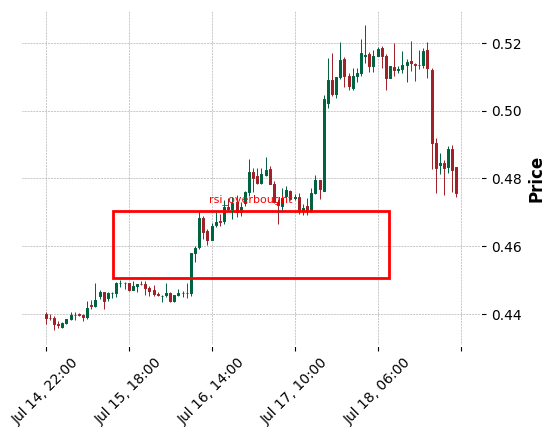 0.52
0.50
rsi_overbought
0.48
0.46
0.44
Price
Jul 14, 22:00
Jul 15, 18:00
Jul 16, 14:00
Jul 17, 10:00
Jul 18, 06:00